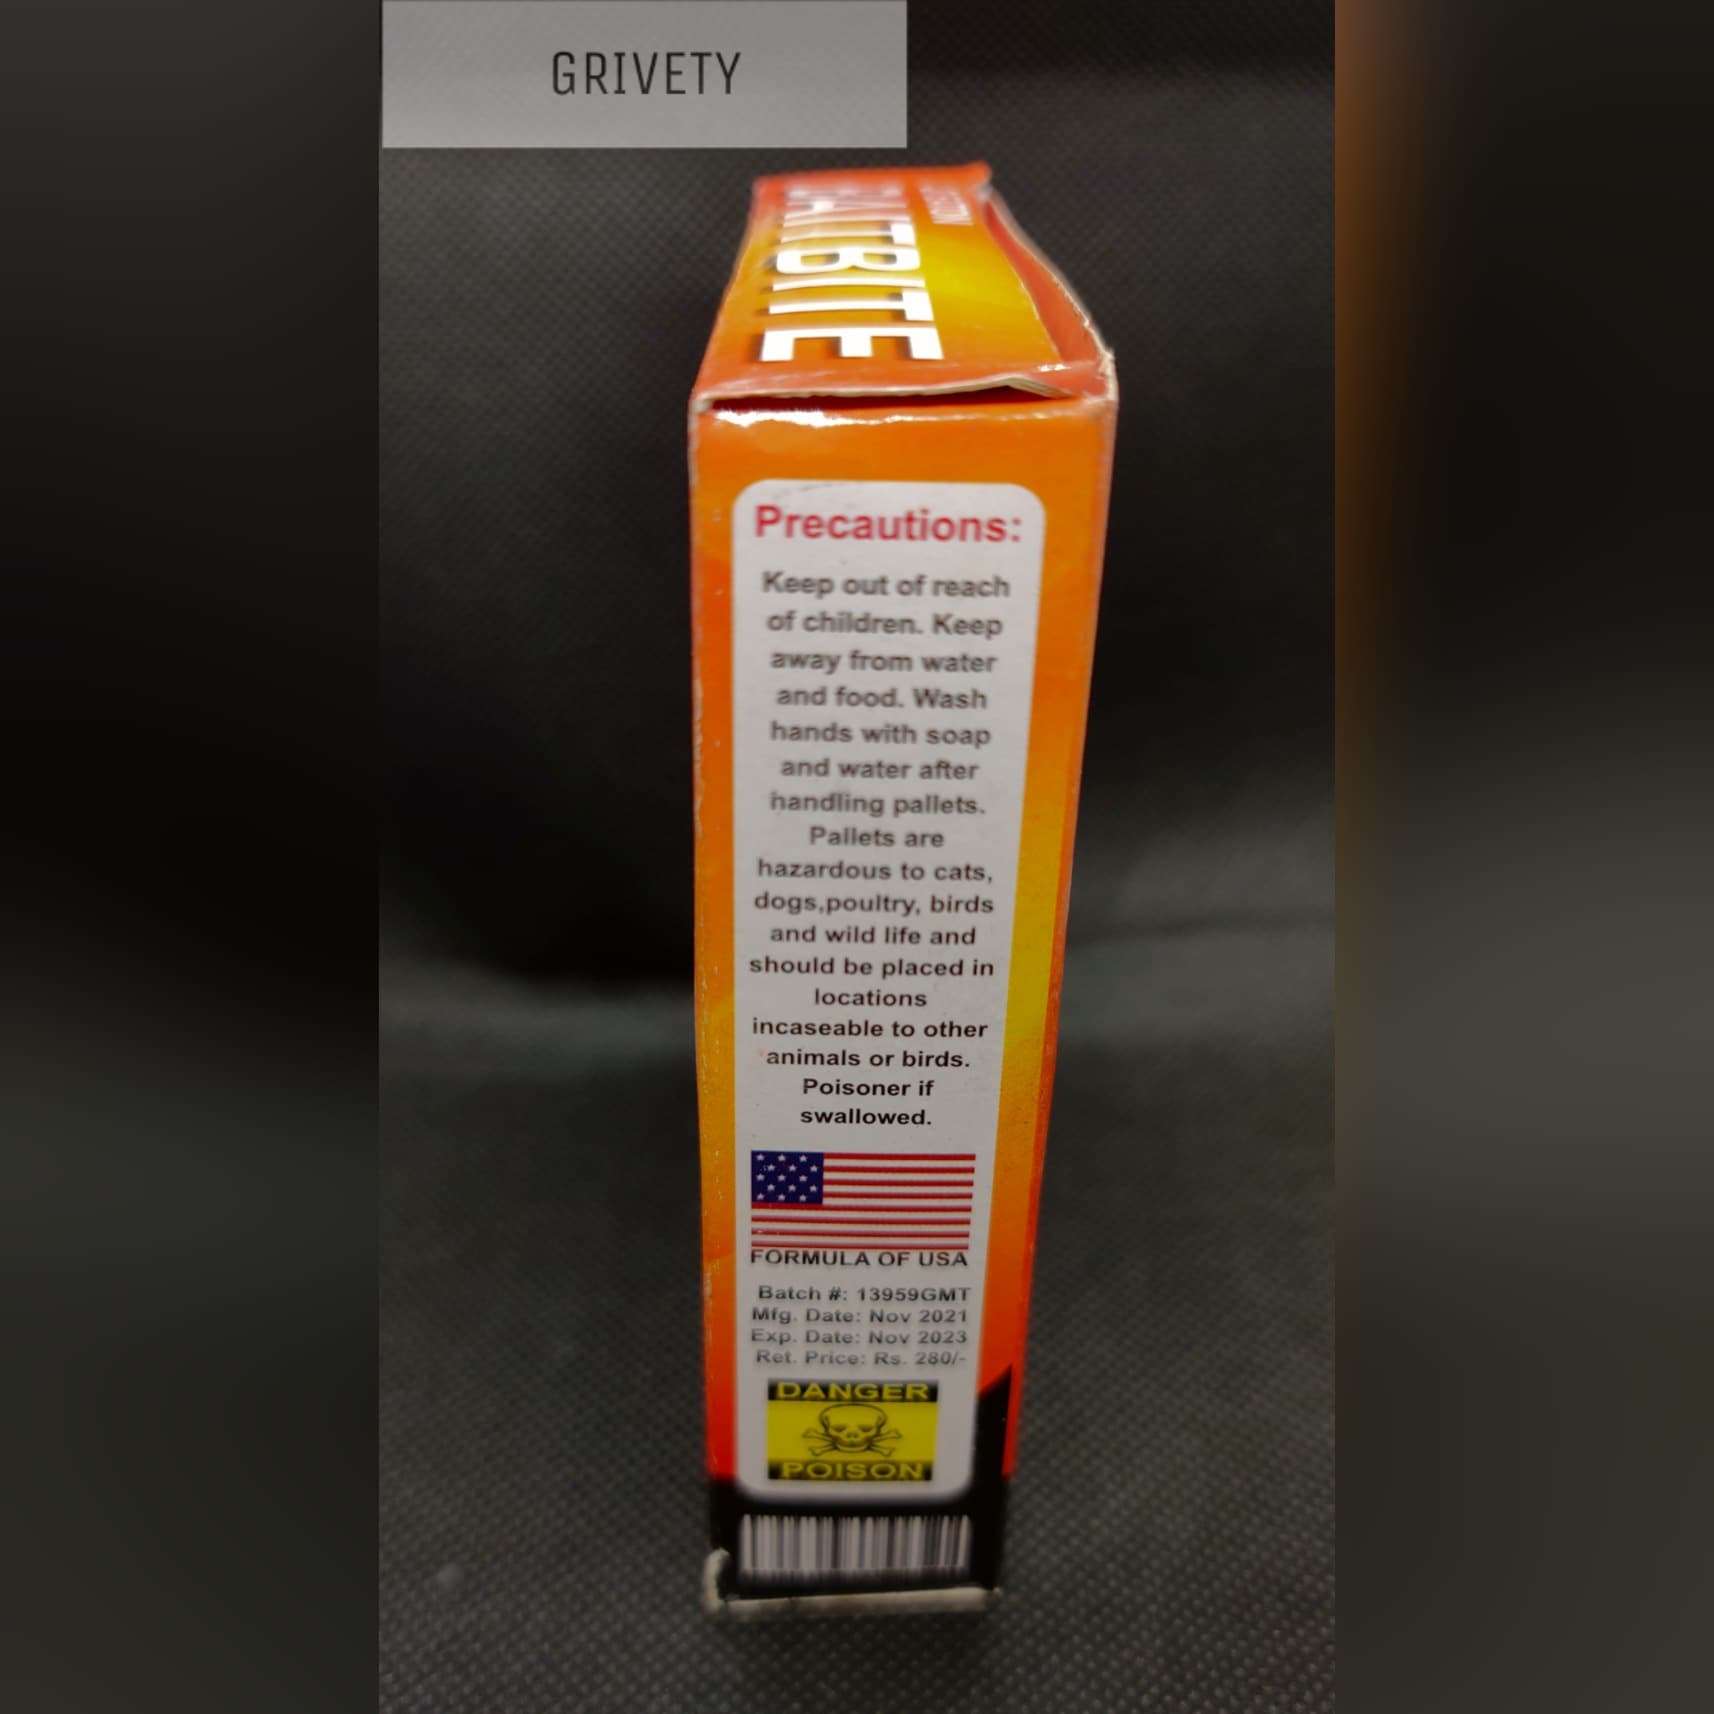 GRIVETY
BITE
Precautions:
Keep out of reach
of children. Keep
away from water
and food. Wash
hands with soap
and water after
handling pallets.
Pallets are
hazardous to cats,
dogs,poultry, birds
and wild life and
should be placed in
locations
incaseable to other
animals or birds.
Poisoner if
swallowed.
FORMULA OF USA
Batch #: 13959GMT
Mfg. Date: Nov 2021
Exp. Date: Nov 2023
Ret. Price: Rs. 280/-
DANGER
POISON